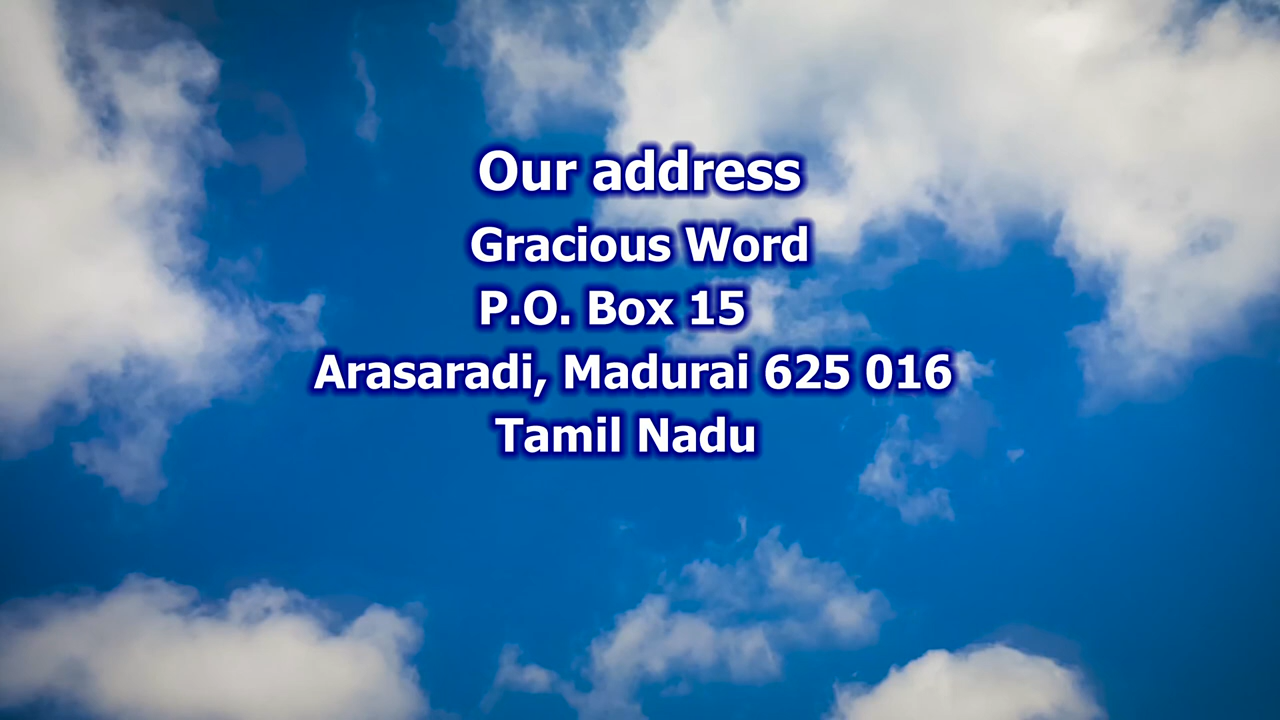 Our address
Gracious Word
P.O. Box 15
Arasaradi, Madurai 625 016
Tamil Nadu